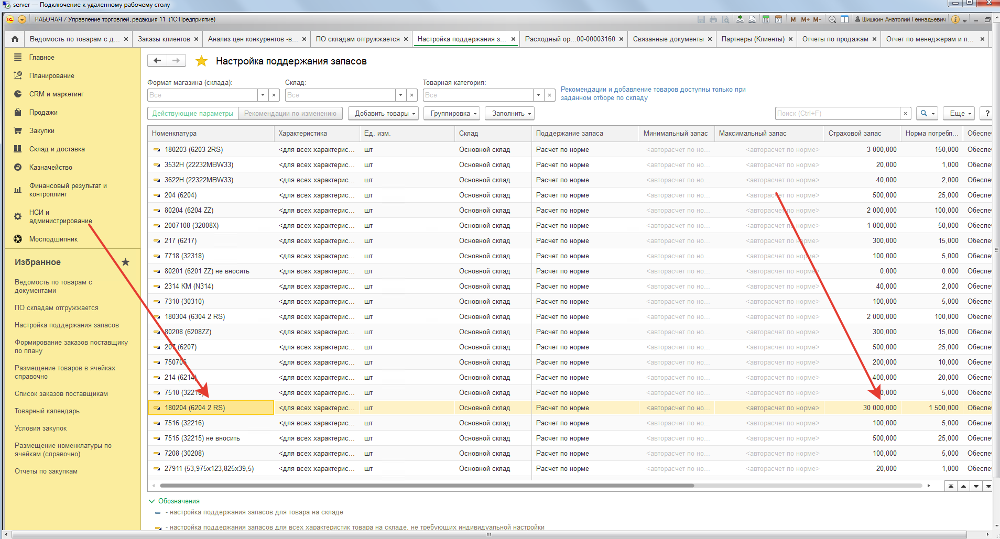 server — Подключение к удаленному рабочему столу
РАБОЧАЯ / Управление торговлей, редакция 11 (1С:Предприятие)
M M+ M- Шишкин Анатолий Геннадьевич
Ведомость по товарам с д... × Заказы клиентов × Анализ цен конкурентов -в... × ПО складам отгружжается × Настройка поддержания з... × Расходный ор...00-00003160 × Связанные документы × Партнеры (Клиенты) × Отчеты по продажам × Отчет по менеджерам и п... ×
Главное
Планирование
CRM и маркетинг
Продажи
Закупки
Склад и доставка
Казначейство
Финансовый результат и
контроллинг
НСИ и
администрирование
Мосподшипник
Избранное
Ведомость по товарам с
документами
ПО складам отгружжается
Настройка поддержания запасов
Формирование заказов поставщику
по плану
Размещение товаров в ячейках
справочно
Список заказов поставщикам
Товарный календарь
Условия закупок
Размещение номенклатуры по
ячейкам (справочно)
Отчеты по закупкам
Настройка поддержания запасов
Формат магазина (склада): Склад: Товарная категория:
Все Все Все
Рекомендации и добавление товаров доступны только при
заданном отборе по складу
Действующие параметры Рекомендации по изменению Добавить товары Группировка Заполнить Поиск (Ctrl+F) × Еще ?
Номенклатура Характеристика Ед. изм. Склад Поддержание запаса Минимальный запас Максимальный запас Страховой запас Норма потребл... Обеспе
180203 (6203 2RS) <для всех характерис... шт Основной склад Расчет по норме <авторасчет по но... <авторасчет по норме> 3 000,000 150,000 Обеспе
3532Н (22232MBW33) <для всех характерис... шт Основной склад Расчет по норме <авторасчет по но... <авторасчет по норме> 20,000 1,000 Обеспе
3622Н (22322MBW33) <для всех характерис... шт Основной склад Расчет по норме <авторасчет по но... <авторасчет по норме> 40,000 2,000 Обеспе
204 (6204) <для всех характерис... шт Основной склад Расчет по норме <авторасчет по но... <авторасчет по норме> 500,000 25,000 Обеспе
80204 (6204 ZZ) <для всех характерис... шт Основной склад Расчет по норме <авторасчет по но... <авторасчет по норме> 2 000,000 100,000 Обеспе
2007108 (32008X) <для всех характерис... шт Основной склад Расчет по норме <авторасчет по но... <авторасчет по норме> 1 000,000 50,000 Обеспе
217 (6217) <для всех характерис... шт Основной склад Расчет по норме <авторасчет по но... <авторасчет по норме> 300,000 15,000 Обеспе
7718 (32318) <для всех характерис... шт Основной склад Расчет по норме <авторасчет по но... <авторасчет по норме> 100,000 5,000 Обеспе
80201 (6201 ZZ) не вносить <для всех характерис... шт Основной склад Расчет по норме <авторасчет по но... <авторасчет по норме> 0.000 0.000 Обеспе
2314 КМ (N314) <для всех характерис... шт Основной склад Расчет по норме <авторасчет по но... <авторасчет по норме> 40,000 2,000 Обеспе
7310 (30310) <для всех характерис... шт Основной склад Расчет по норме <авторасчет по но... <авторасчет по норме> 100,000 5,000 Обеспе
180304 (6304 2 RS) <для всех характерис... шт Основной склад Расчет по норме <авторасчет по но... <авторасчет по норме> 2 000,000 100,000 Обеспе
80208 (6208ZZ) <для всех характерис... шт Основной склад Расчет по норме <авторасчет по но... <авторасчет по норме> 300,000 15,000 Обеспе
207 (6207) <для всех характерис... шт Основной склад Расчет по норме <авторасчет по но... <авторасчет по норме> 500,000 25,000 Обеспе
750706 <для всех характерис... шт Основной склад Расчет по норме <авторасчет по но... <авторасчет по норме> 200,000 10,000 Обеспе
214 (6214) <для всех характерис... шт Основной склад Расчет по норме <авторасчет по но... <авторасчет по норме> 400,000 20,000 Обеспе
7510 <для всех характерис... шт Основной склад Расчет по норме <авторасчет по но... <авторасчет по норме> 5,000 Обеспе
180204 (6204 2 RS) <для всех характерис... шт Основной склад Расчет по норме <авторасчет по но... <авторасчет по норме> 30 000,000 1 500,000 Обеспе
7516 (32216) <для всех характерис... шт Основной склад Расчет по норме <авторасчет по но... <авторасчет по норме> 100,000 5,000 Обеспе
7515 (32215) не вносить <для всех характерис... шт Основной склад Расчет по норме <авторасчет по но... <авторасчет по норме> 500,000 25,000 Обеспе
7208 (30208) <для всех характерис... шт Основной склад Расчет по норме <авторасчет по но... <авторасчет по норме> 100,000 5,000 Обеспе
27911 (53,975x123,825x39,5) <для всех характерис... шт Основной склад Расчет по норме <авторасчет по но... <авторасчет по норме> 20,000 1,000 Обеспе
Обозначения
- настройка поддержания запасов для товара на складе
- настройка поддержания запасов для всех характеристик товара на складе, не требующих индивидуальной настройки